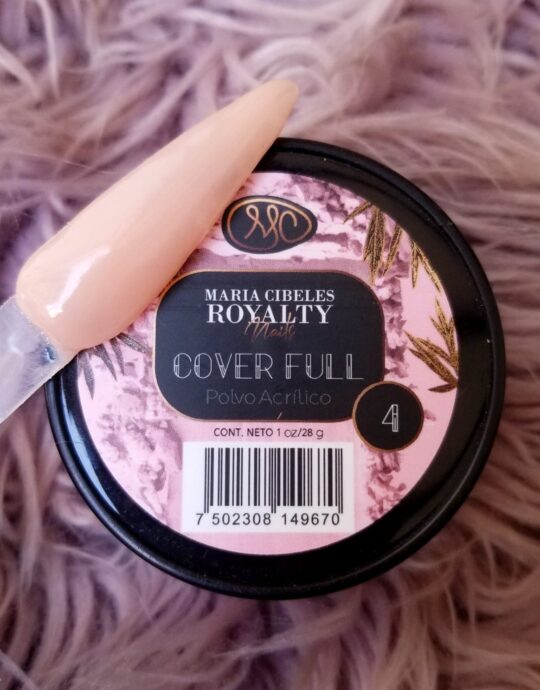 MC
MARIA CIBELES
ROYALTY
Nails
COVER FULL
Polvo Acrílico
4
CONT. NETO 1 oz/28 g
7 502308 149670